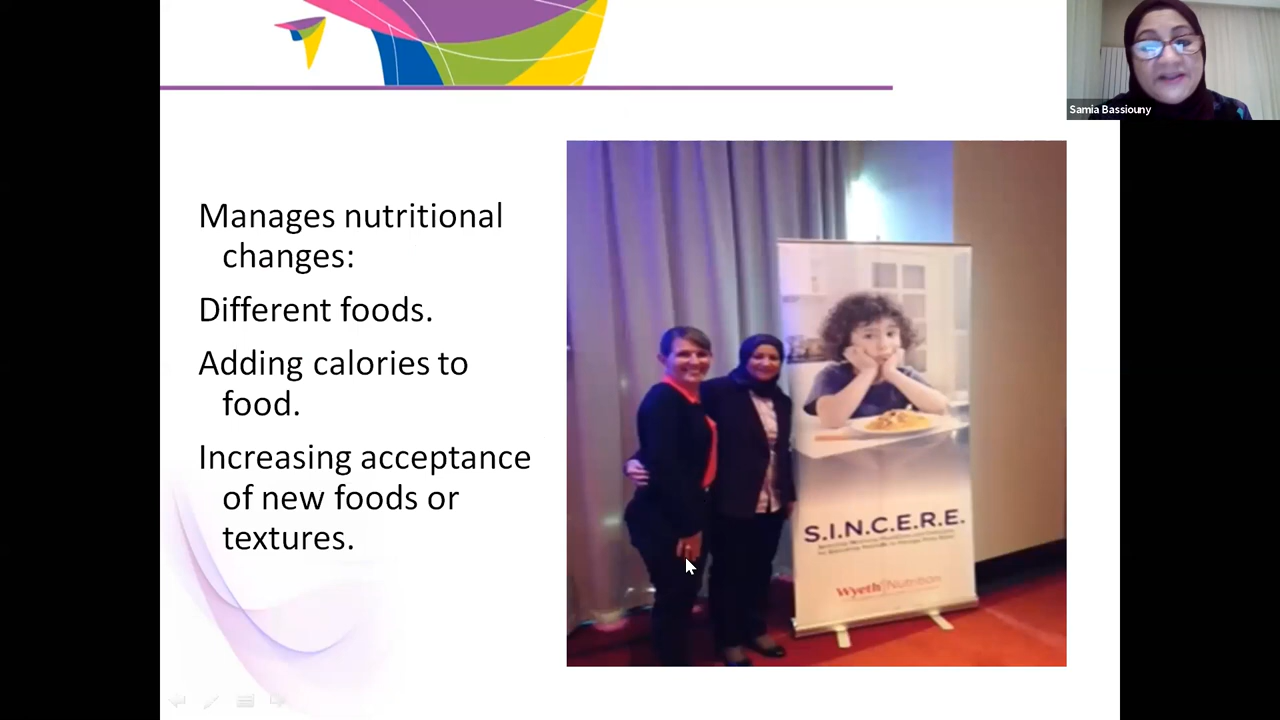 Samia Bassiouny
Manages nutritional
changes:
Different foods.
Adding calories to
food.
Increasing acceptance
of new foods or
textures.
S.I.N.C.E.R.E.
Wyeth Nutrition